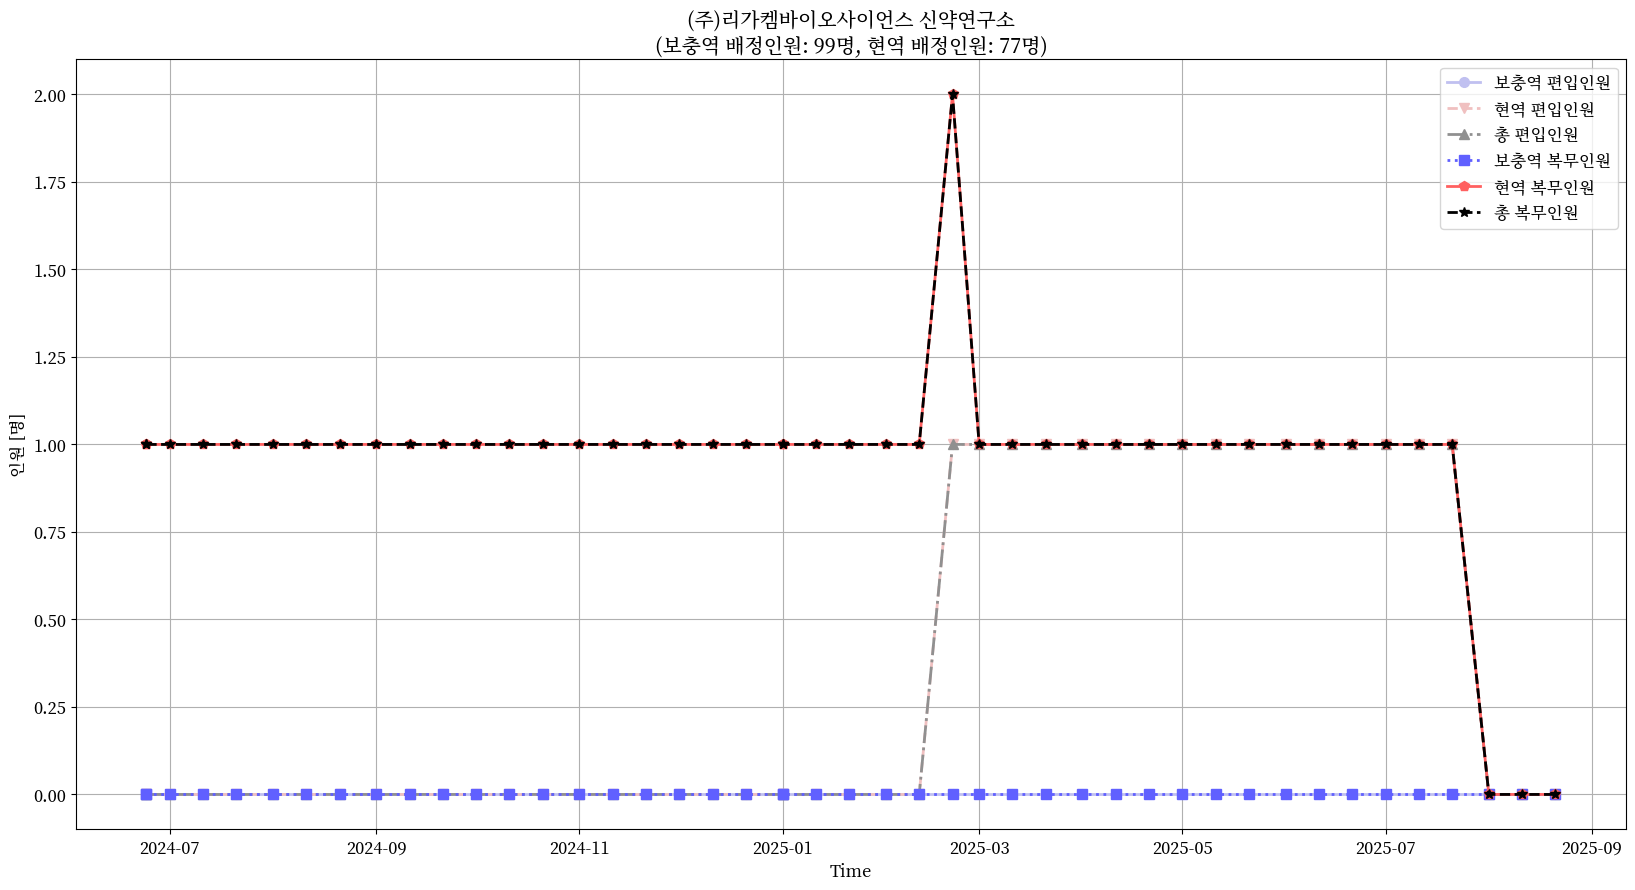 (주)리가켐바이오사이언스 신약연구소
(보충역 배정인원: 99명, 현역 배정인원: 77명)
보충역 편입인원
현역 편입인원
총 편입인원
보충역 복무인원
현역 복무인원
총 복무인원
인원 [명]
2.00
1.75
1.50
1.25
1.00
0.75
0.50
0.25
0.00
2024-07
2024-09
2024-11
2025-01
2025-03
2025-05
2025-07
2025-09
Time